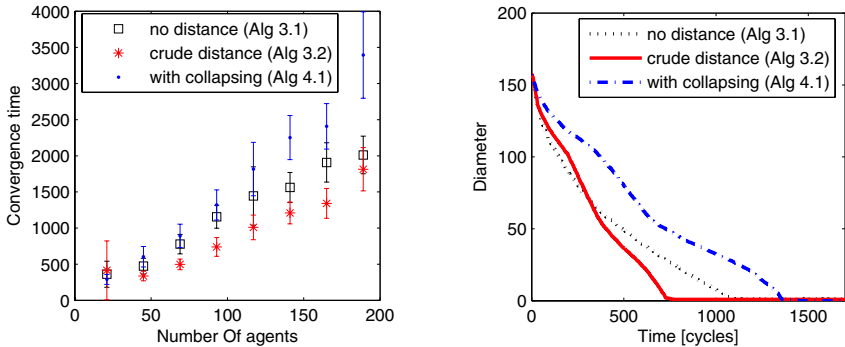 4000
3500
3000
2500
2000
1500
1000
500
0
Convergence time
no distance (Alg 3.1)
crude distance (Alg 3.2)
with collapsing (Alg 4.1)
0 50 100 150 200
Number Of agents
200
150
100
50
0
Diameter
no distance (Alg 3.1)
crude distance (Alg 3.2)
with collapsing (Alg 4.1)
0 500 1000 1500
Time [cycles]